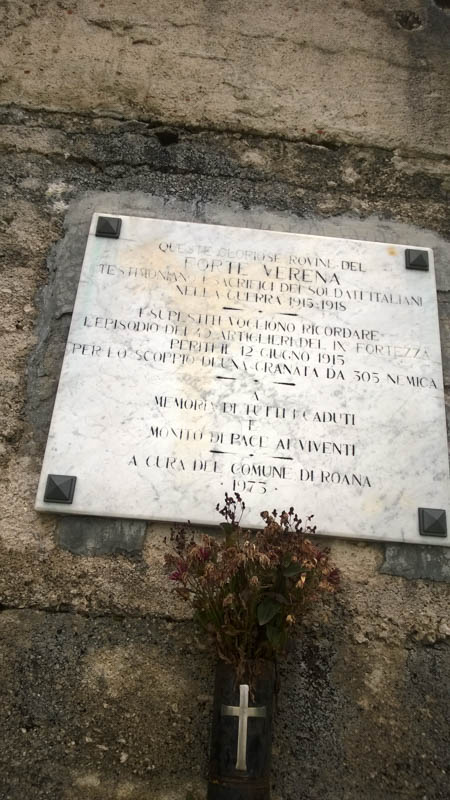 QUESTE GLORIOSE ROVINE DEL
FORTE VERENA
TESTIMONIANO I SACRIFICI DEI SOLDATI ITALIANI
NELLA GUERRA 1915-1918
I SUPERSTITI VOGLIONO RICORDARE
L'EPISODIO DEI 40 ARTIGLIERI DEL IX FORTEZZA
PERITI IL 12 GIUGNO 1915
PER LO SCOPPIO DI UNA GRANATA DA 305 NEMICA
A
MEMORIA DI TUTTI I CADUTI
E
MONITO DI PACE AI VIVENTI
A CURA DEL COMUNE DI ROANA
· 1973 ·